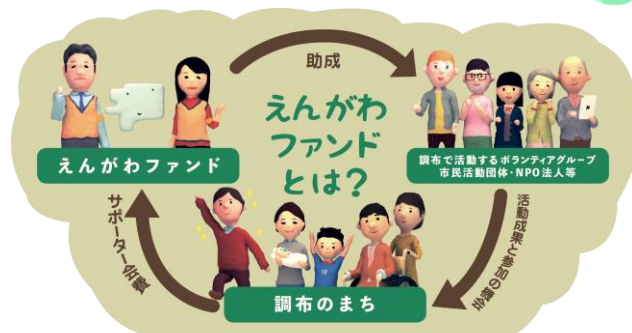 助成
えんがわ
ファンド
とは？
えんがわファンド
調布で活動するボランティアグループ
市民活動団体・NPO法人等
サポーター会費
活動成果と参加の機会
調布のまち